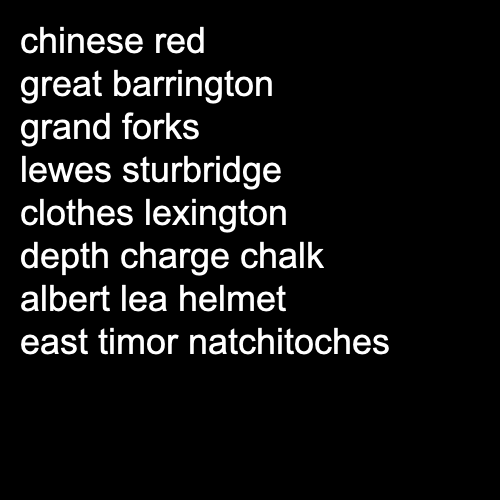 chinese red
great barrington
grand forks
lewes sturbridge
clothes lexington
depth charge chalk
albert lea helmet
east timor natchitoches